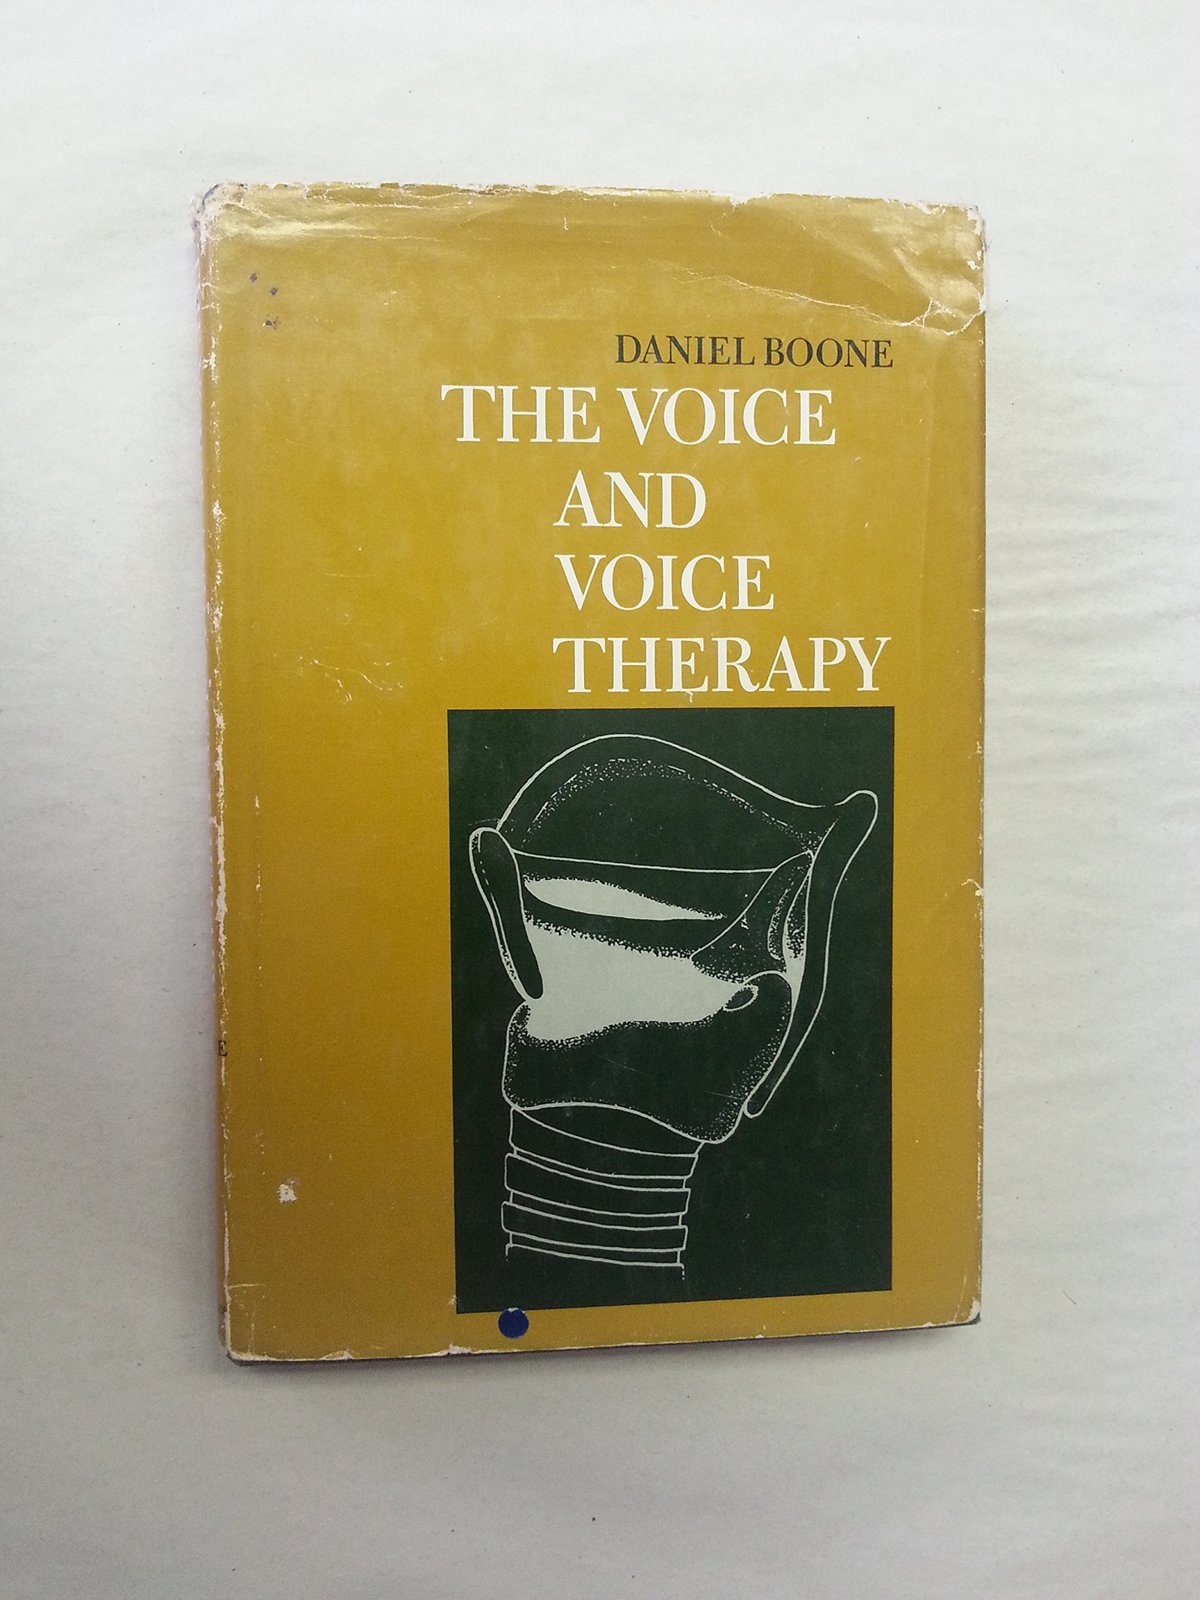 DANIEL BOONE
THE VOICE
AND
VOICE
THERAPY
E